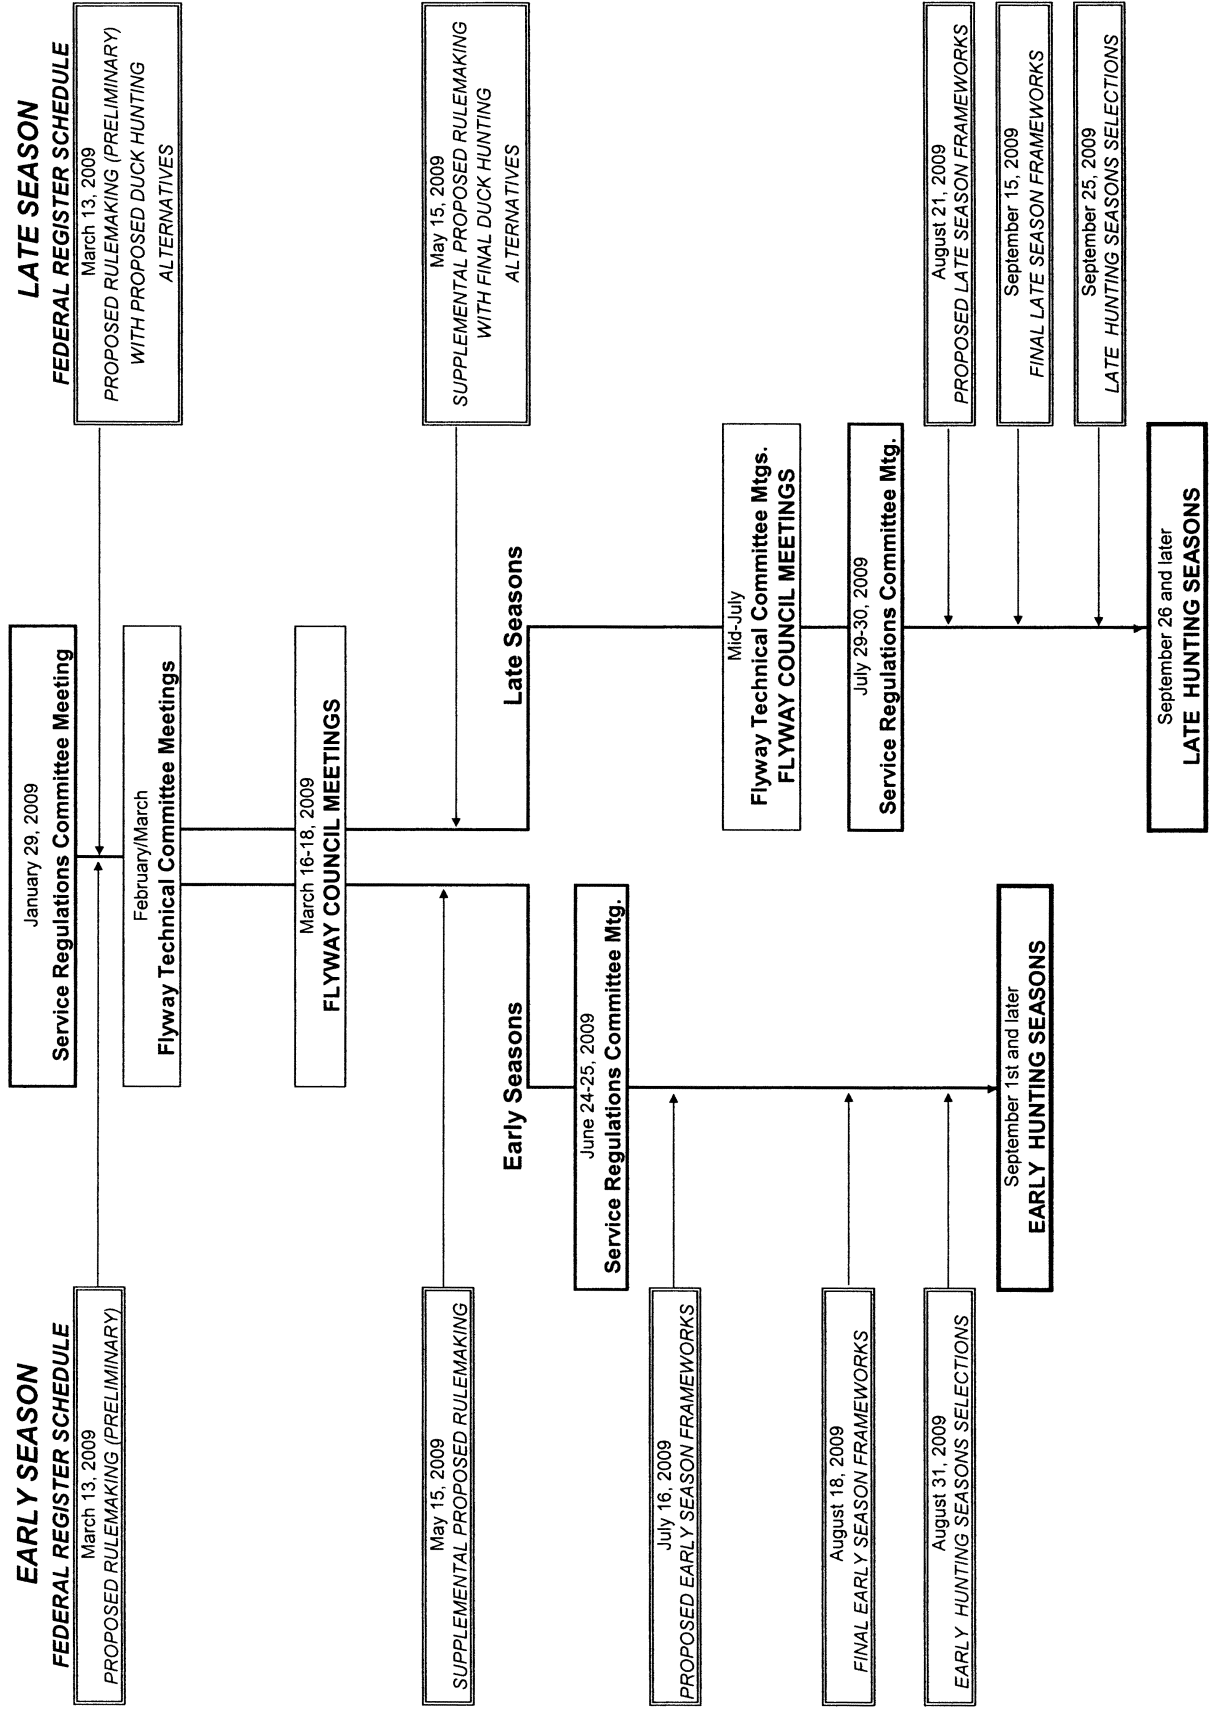 EARLY SEASON
FEDERAL REGISTER SCHEDULE
March 13, 2009
PROPOSED RULEMAKING (PRELIMINARY)
May 15, 2009
SUPPLEMENTAL PROPOSED RULEMAKING
July 16, 2009
PROPOSED EARLY SEASON FRAMEWORKS
August 18, 2009
FINAL EARLY SEASON FRAMEWORKS
August 31, 2009
EARLY HUNTING SEASONS SELECTIONS
January 29, 2009
Service Regulations Committee Meeting
February/March
Flyway Technical Committee Meetings
March 16-18, 2009
FLYWAY COUNCIL MEETINGS
Early Seasons
June 24-25, 2009
Service Regulations Committee Mtg.
September 1st and later
EARLY HUNTING SEASONS
Late Seasons
Mid-July
Flyway Technical Committee Mtgs.
FLYWAY COUNCIL MEETINGS
July 29-30, 2009
Service Regulations Committee Mtg.
September 26 and later
LATE HUNTING SEASONS
LATE SEASON
FEDERAL REGISTER SCHEDULE
March 13, 2009
PROPOSED RULEMAKING (PRELIMINARY)
WITH PROPOSED DUCK HUNTING
ALTERNATIVES
May 15, 2009
SUPPLEMENTAL PROPOSED RULEMAKING
WITH FINAL DUCK HUNTING
ALTERNATIVES
August 21, 2009
PROPOSED LATE SEASON FRAMEWORKS
September 15, 2009
FINAL LATE SEASON FRAMEWORKS
September 25, 2009
LATE HUNTING SEASONS SELECTIONS